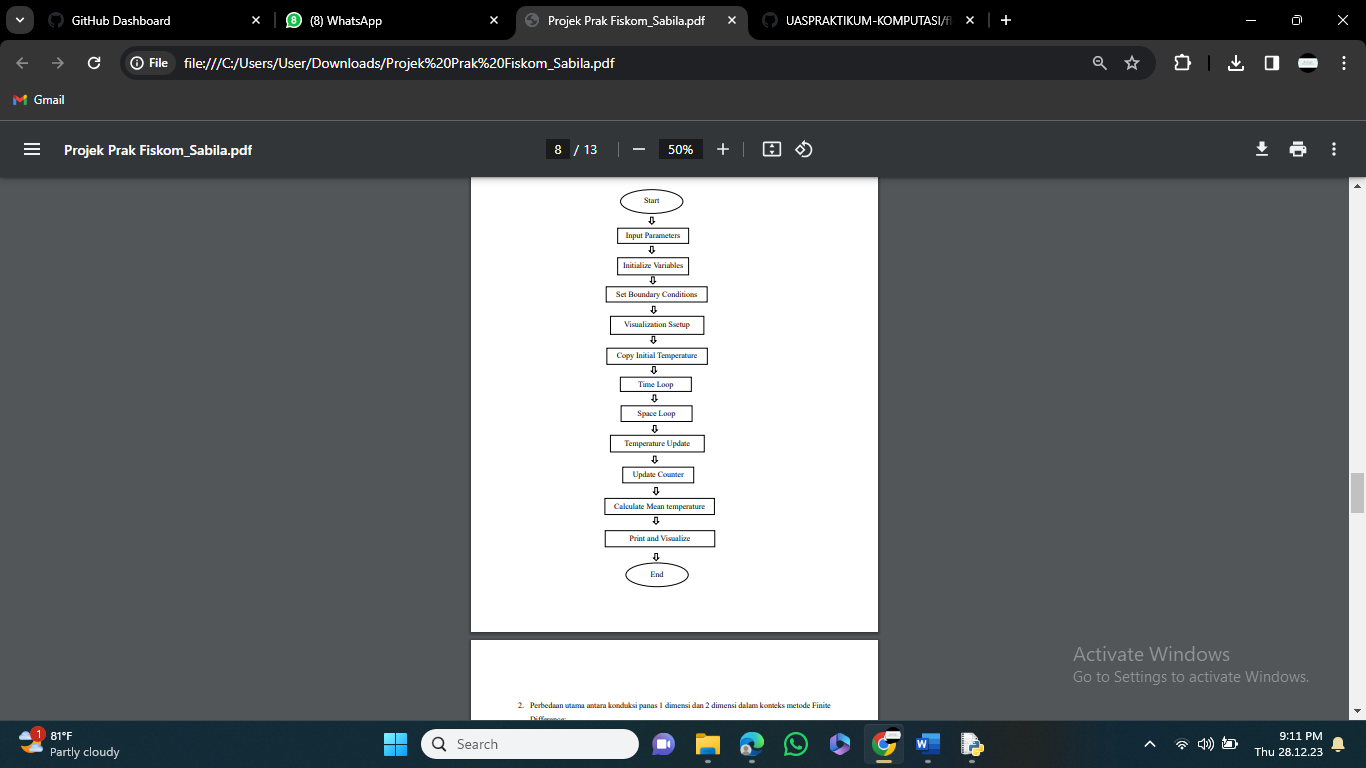 GitHub Dashboard
8
(8) WhatsApp
Projek Prak Fiskom_Sabila.pdf
UASPRAKTIKUM-KOMPUTASI/fl
File
file:///C:/Users/User/Downloads/Projek%20Prak%20Fiskom_Sabila.pdf
Gmail
Projek Prak Fiskom_Sabila.pdf
8 / 13
50%
Start
Input Parameters
Initialize Variables
Set Boundary Conditions
Visualization Ssetup
Copy Initial Temperature
Time Loop
Space Loop
Temperature Update
Update Counter
Calculate Mean temperature
Print and Visualize
End
2. Perbedaan utama antara konduksi panas 1 dimensi dan 2 dimensi dalam konteks metode Finite
Difference:
Activate Windows
Go to Settings to activate Windows.
1
81°F
Partly cloudy
Search
9:11 PM
Thu 28.12.23